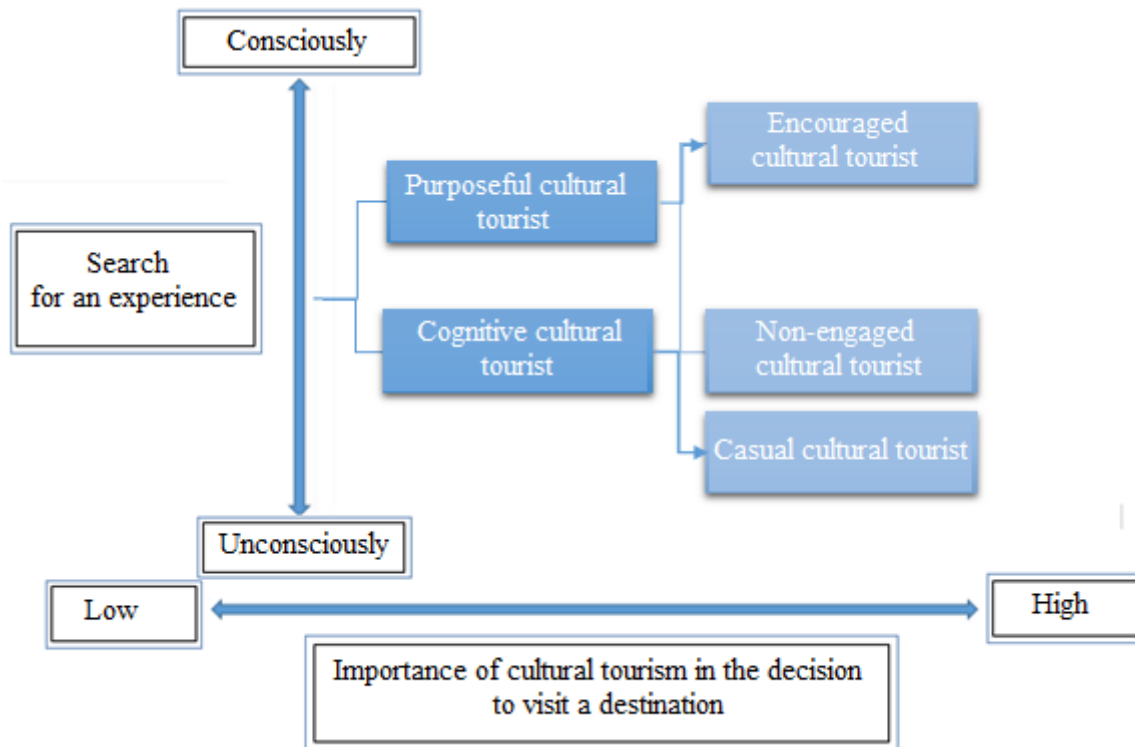 Consciously
Encouraged
cultural tourist
Purposeful cultural
tourist
Search
for an experience
Cognitive cultural
tourist
Non-engaged
cultural tourist
Casual cultural tourist
Unconsciously
Low
High
Importance of cultural tourism in the decision
to visit a destination